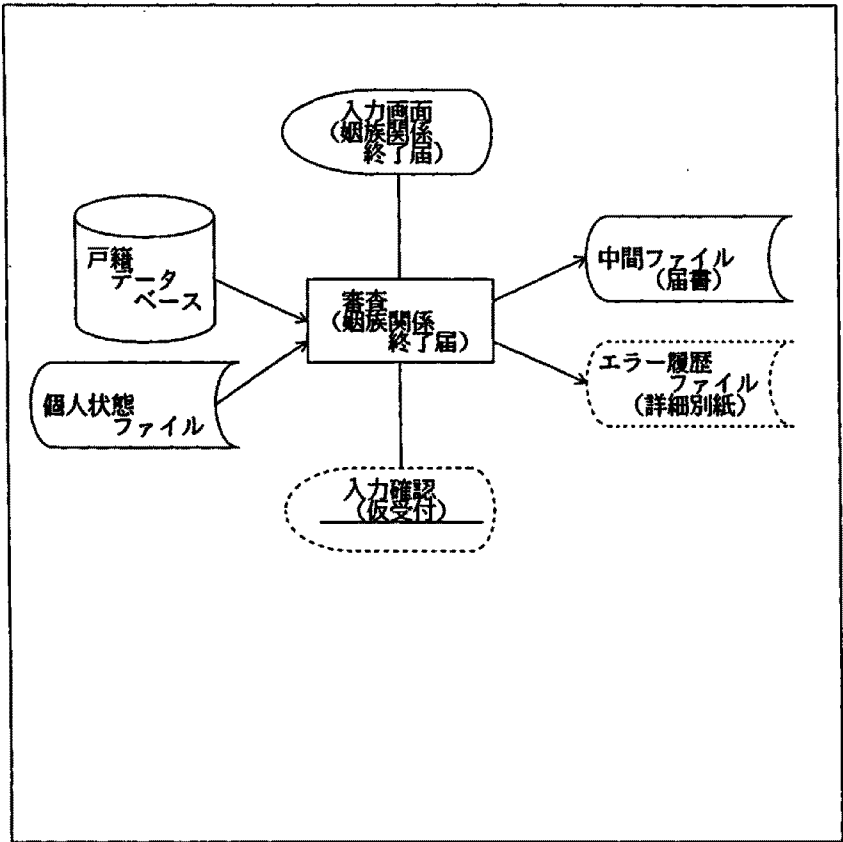 入力画面
(姻族関係
終了届)
戸籍
データ
ベース
個人状態
ファイル
審査
(姻族関係
終了届)
中間ファイル
(届書)
エラー履歴
ファイル
(詳細別紙)
入力確認
(仮受付)